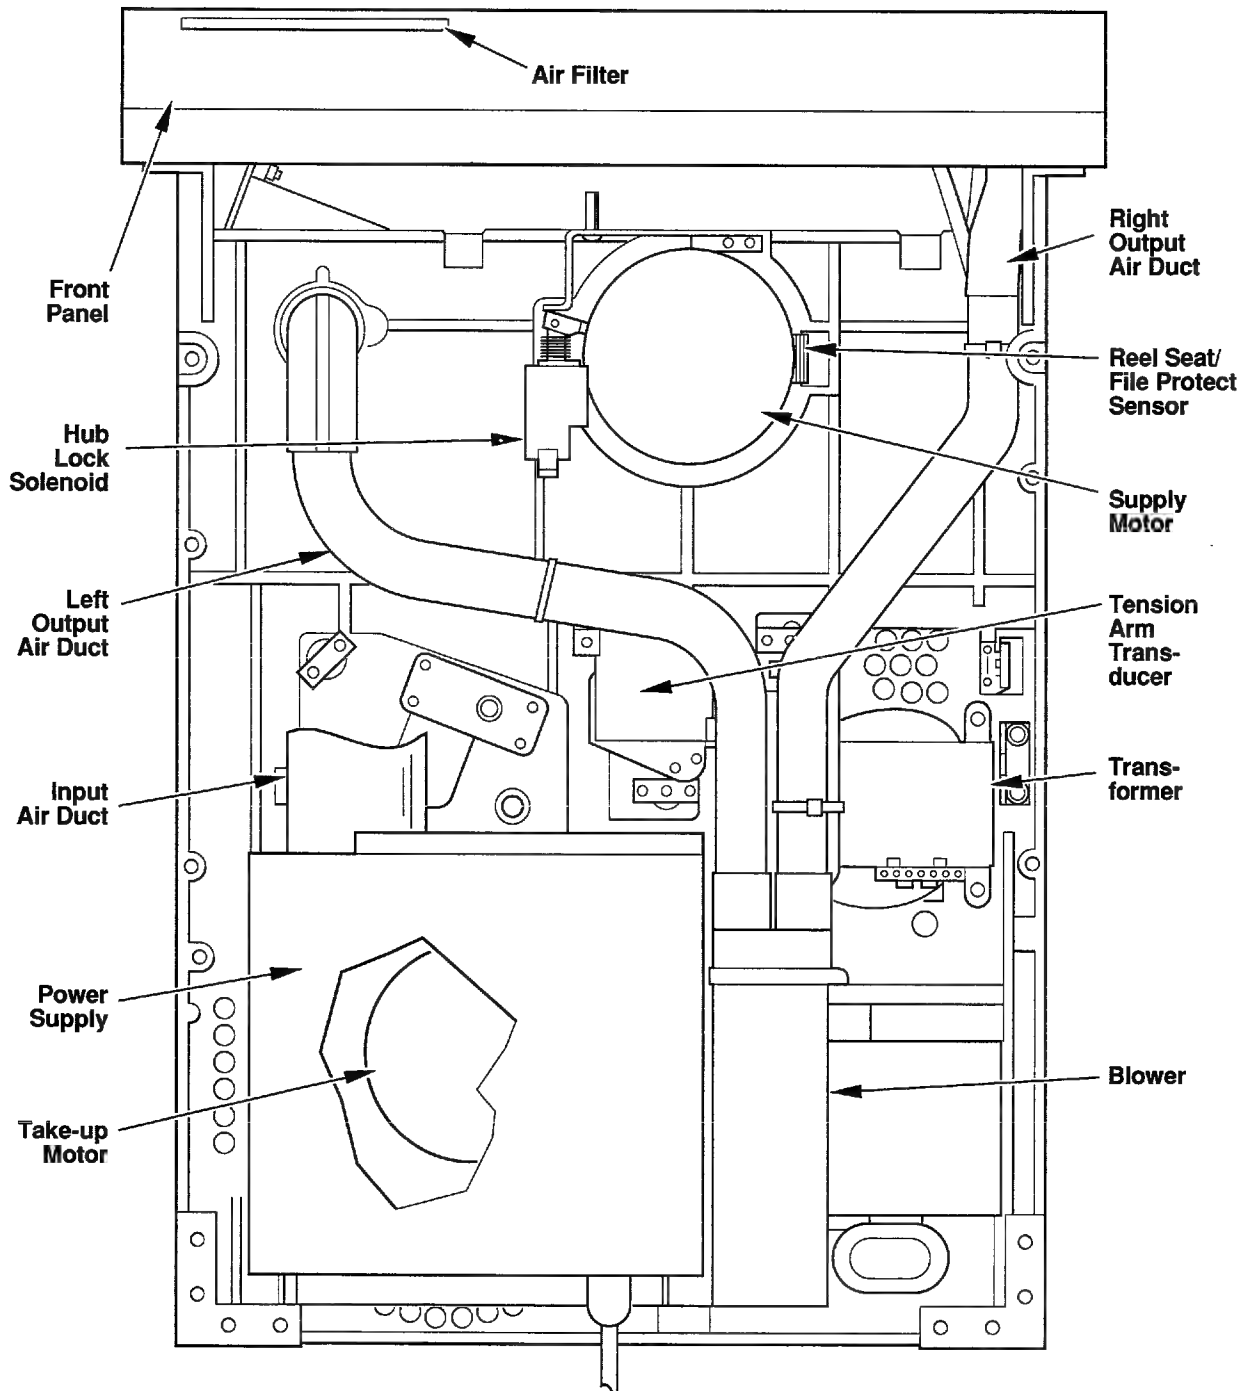 Air Filter
Front
Panel
Hub
Lock
Solenoid
Left
Output
Air Duct
Input
Air Duct
Power
Supply
Take-up
Motor
Right
Output
Air Duct
Reel Seat/
File Protect
Sensor
Supply
Motor
Tension
Arm
Trans-
ducer
Trans-
former
Blower